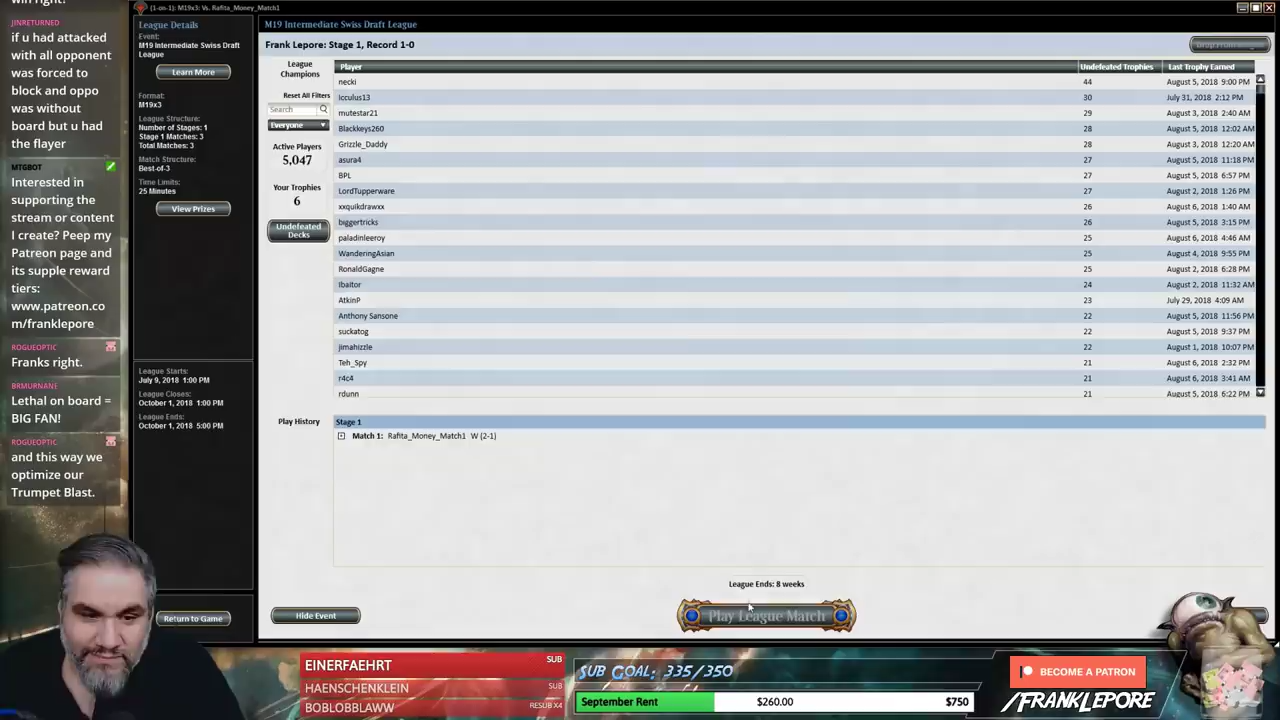 win right?
JINRETURNED
if u had attacked
with all opponent
was forced to
block and oppo
was without
board but u had
the flayer
MTGBOT
Interested in
supporting the
stream or content
I create? Peep my
Patreon page and
its supple reward
tiers:
www.patreon.co
m/franklepore
ROGUEOPTIC
Franks right.
BRMURNANE
Lethal on board =
BIG FAN!
ROGUEOPTIC
and this way we
optimize our
Trumpet Blast.
(1-on-1): M19x3: Vs. Rafita_Money_Match1
League Details
Event:
M19 Intermediate Swiss Draft
League
Learn More
Format:
M19x3
League Structure:
Number of Stages: 1
Stage 1 Matches: 3
Total Matches: 3
Match Structure:
Best-of-3
Time Limits:
25 Minutes
View Prizes
League Starts:
July 9, 2018 1:00 PM
League Closes:
October 1, 2018 1:00 PM
League Ends:
October 1, 2018 5:00 PM
Return to Game
M19 Intermediate Swiss Draft League
Frank Lepore: Stage 1, Record 1-0
League
Champions
Reset All Filters
Search
Everyone
Active Players
5,047
Your Trophies
6
Undefeated
Decks
Player Undefeated Trophies Last Trophy Earned
necki 44 August 5, 2018 9:00 PM
Icculus13 30 July 31, 2018 2:12 PM
mutestar21 29 August 3, 2018 2:40 AM
Blackkeys260 28 August 5, 2018 12:02 AM
Grizzle_Daddy 28 August 3, 2018 12:20 AM
asura4 27 August 5, 2018 11:18 PM
BPL 27 August 5, 2018 6:57 PM
LordTupperware 27 August 2, 2018 1:26 PM
xxquikdrawxx 26 August 6, 2018 1:40 AM
biggertricks 26 August 5, 2018 3:15 PM
paladinleeroy 25 August 6, 2018 4:46 AM
WanderingAsian 25 August 4, 2018 9:55 PM
RonaldGagne 25 August 2, 2018 6:28 PM
Ibaitor 24 August 2, 2018 11:32 AM
AtkinP 23 July 29, 2018 4:09 AM
Anthony Sansone 22 August 5, 2018 11:56 PM
suckatog 22 August 5, 2018 9:37 PM
jimahizzle 22 August 1, 2018 10:07 PM
Teh_Spy 21 August 6, 2018 2:32 PM
r4c4 21 August 6, 2018 3:41 AM
rdunn 21 August 5, 2018 6:22 PM
Play History
Stage 1
Match 1: Rafita_Money_Match1 W (2-1)
League Ends: 8 weeks
Hide Event
Play League Match
EINERFAEHRT SUB
HAENSCHENKLEIN SUB
BOBLOBBLAWW RESUB X4
SUB GOAL: 335/350
September Rent $260.00 $750
BECOME A PATRON
/FRANKLEPORE